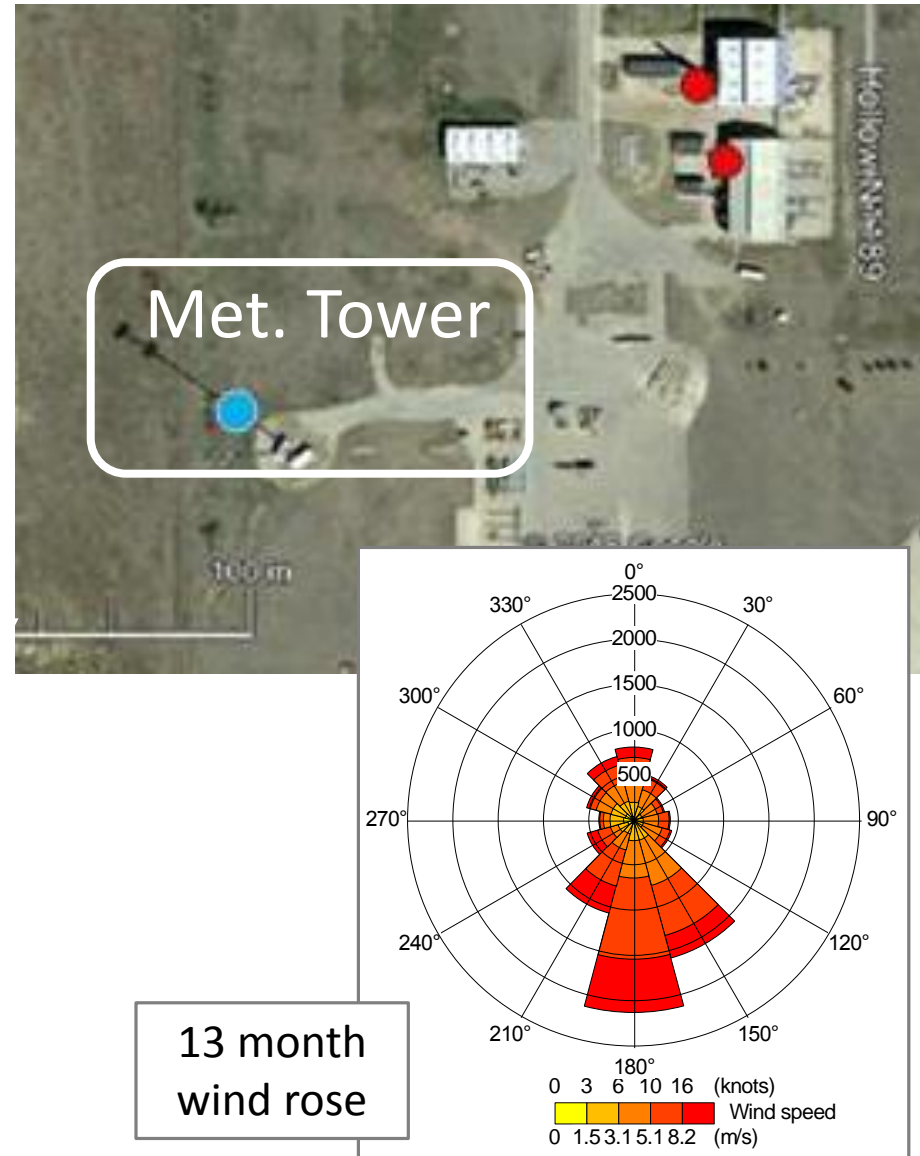 Hollow
89
Met. Tower
100 m
0°
330° 2500 30°
2000
300° 1500 60°
1000
500
270° 90°
240° 120°
210° 150°
180°
13 month
wind rose
0 3 6 10 16 (knots)
Wind speed
0 1.5 3.1 5.1 8.2 (m/s)